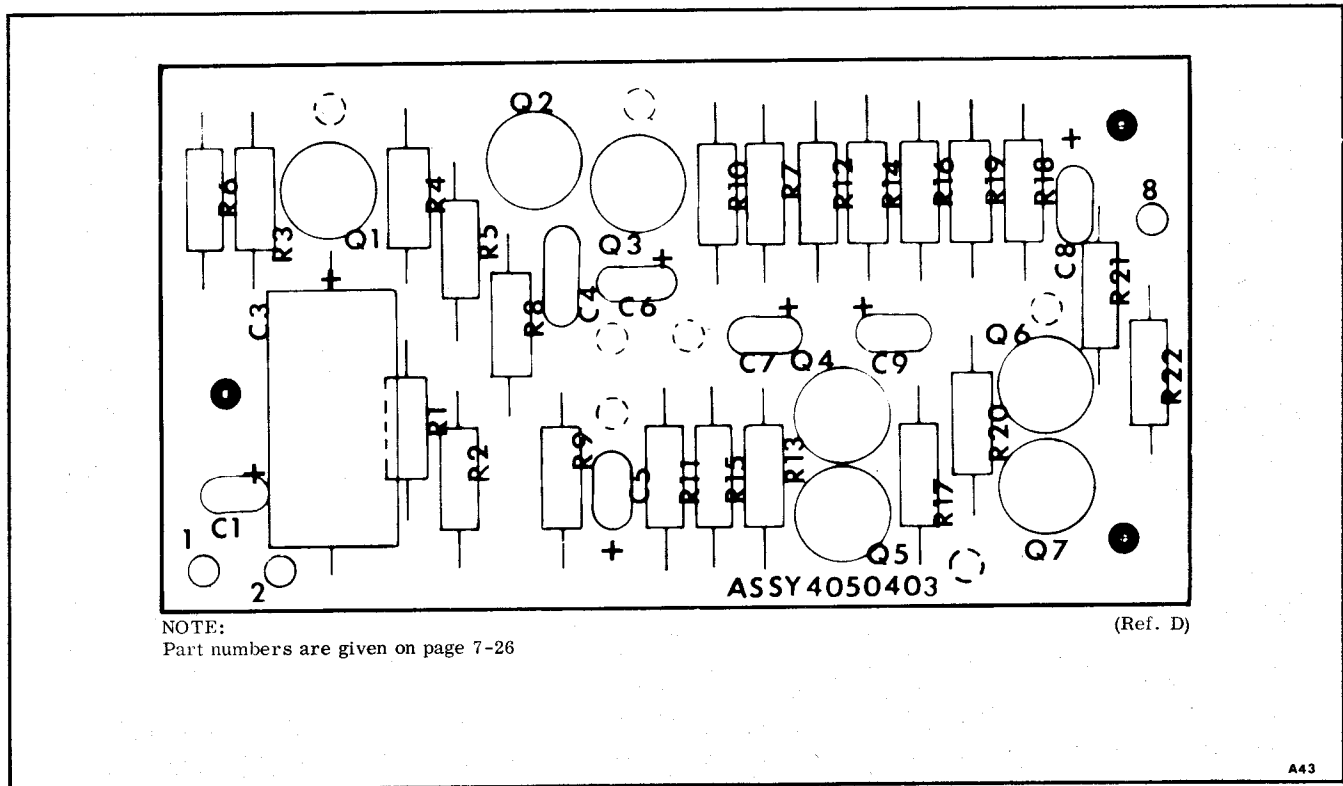 Q2
R6
R3
Q1
R4
R5
Q3
R10
R7
R12
R14
R16
R19
R18
+
8
C3
+
R8
C4
+
C6
C8
R21
+
C7
Q4
+
C9
Q6
R22
R1
R2
R9
C5
+
R11
R15
R13
R17
R20
+
C1
1
2
Q5
Q7
ASSY 4050403
NOTE:
(Ref. D)
Part numbers are given on page 7-26
A43